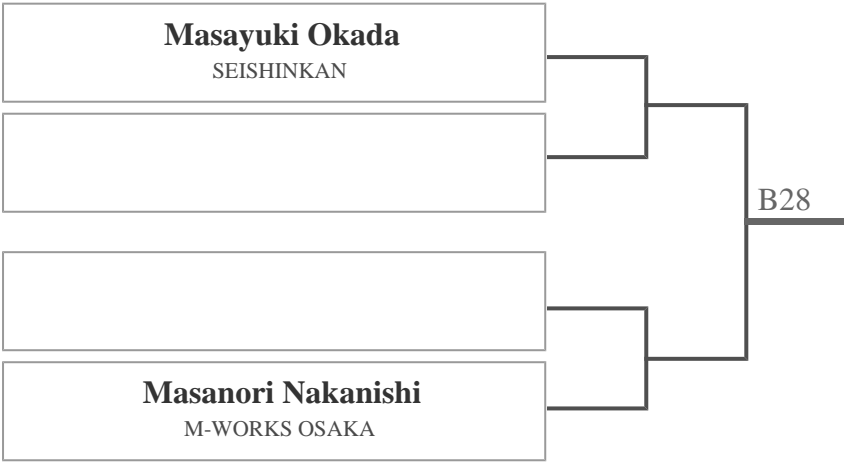 Masayuki Okada
SEISHINKAN
B28
Masanori Nakanishi
M-WORKS OSAKA